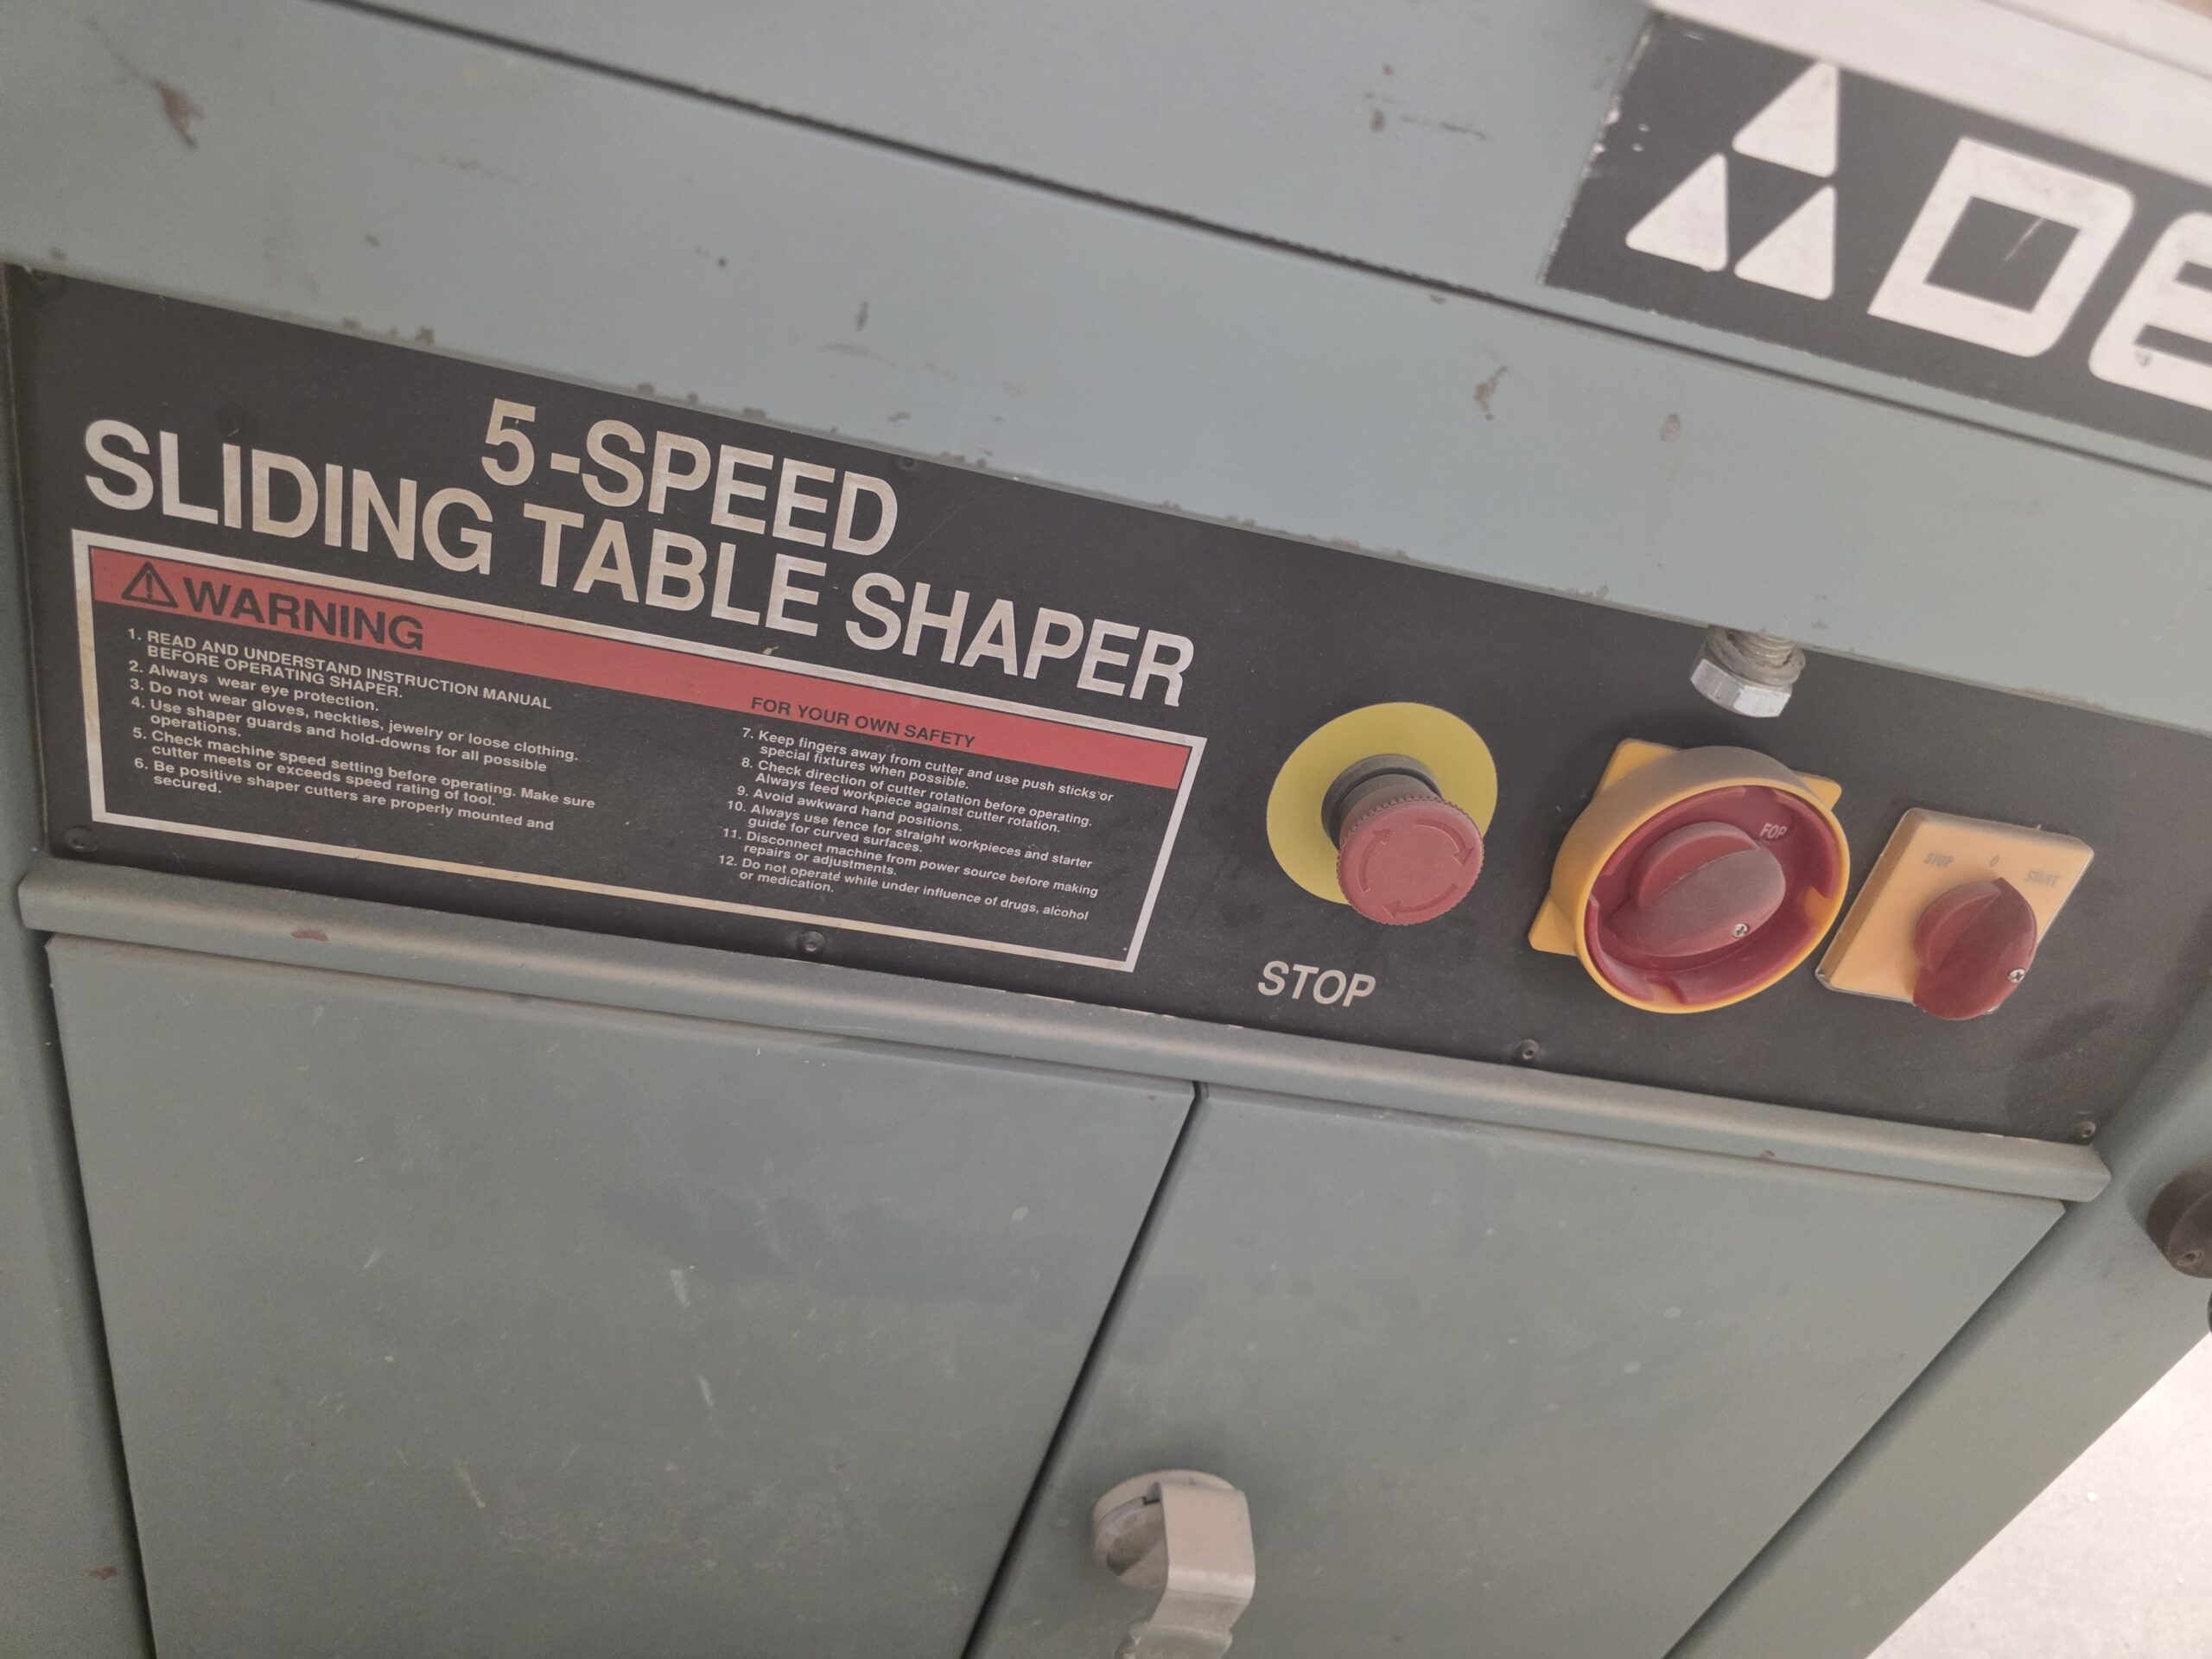 DE
5-SPEED
SLIDING TABLE SHAPER
WARNING
FOR YOUR OWN SAFETY
1. READ AND UNDERSTAND INSTRUCTION MANUAL
BEFORE OPERATING SHAPER.
2. Always wear eye protection.
3. Do not wear gloves, neckties, jewelry or loose clothing.
4. Use shaper guards and hold-downs for all possible
operations.
5. Check machine speed setting before operating. Make sure
cutter meets or exceeds speed rating of tool.
6. Be positive shaper cutters are properly mounted and
secured.
7. Keep fingers away from cutter and use push sticks or
special fixtures when possible.
8. Check direction of cutter rotation before operating.
Always feed workpiece against cutter rotation.
9. Avoid awkward hand positions.
10. Always use fence for straight workpieces and starter
guide for curved surfaces.
11. Disconnect machine from power source before making
repairs or adjustments.
12. Do not operate while under influence of drugs, alcohol
or medication.
STOP
STOP 0 START